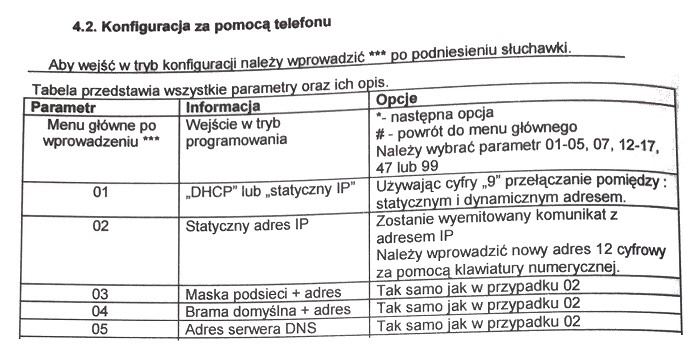 4.2. Konfiguracja za pomocą telefonu
Aby wejść w tryb konfiguracji należy wprowadzić *** po podniesieniu słuchawki.
Tabela przedstawia wszystkie parametry oraz ich opis.
Parametr Informacja Opcje
Menu główne po wprowadzeniu *** Wejście w tryb programowania *- następna opcja
# - powrót do menu głównego
Należy wybrać parametr 01-05, 07, 12-17,
47 lub 99
01 „DHCP” lub „statyczny IP” Używając cyfry „9” przełączanie pomiędzy :
statycznym i dynamicznym adresem.
02 Statyczny adres IP Zostanie wyemitowany komunikat z
adresem IP
Należy wprowadzić nowy adres 12 cyfrowy
za pomocą klawiatury numerycznej.
03 Maska podsieci + adres Tak samo jak w przypadku 02
04 Brama domyślna + adres Tak samo jak w przypadku 02
05 Adres serwera DNS Tak samo jak w przypadku 02